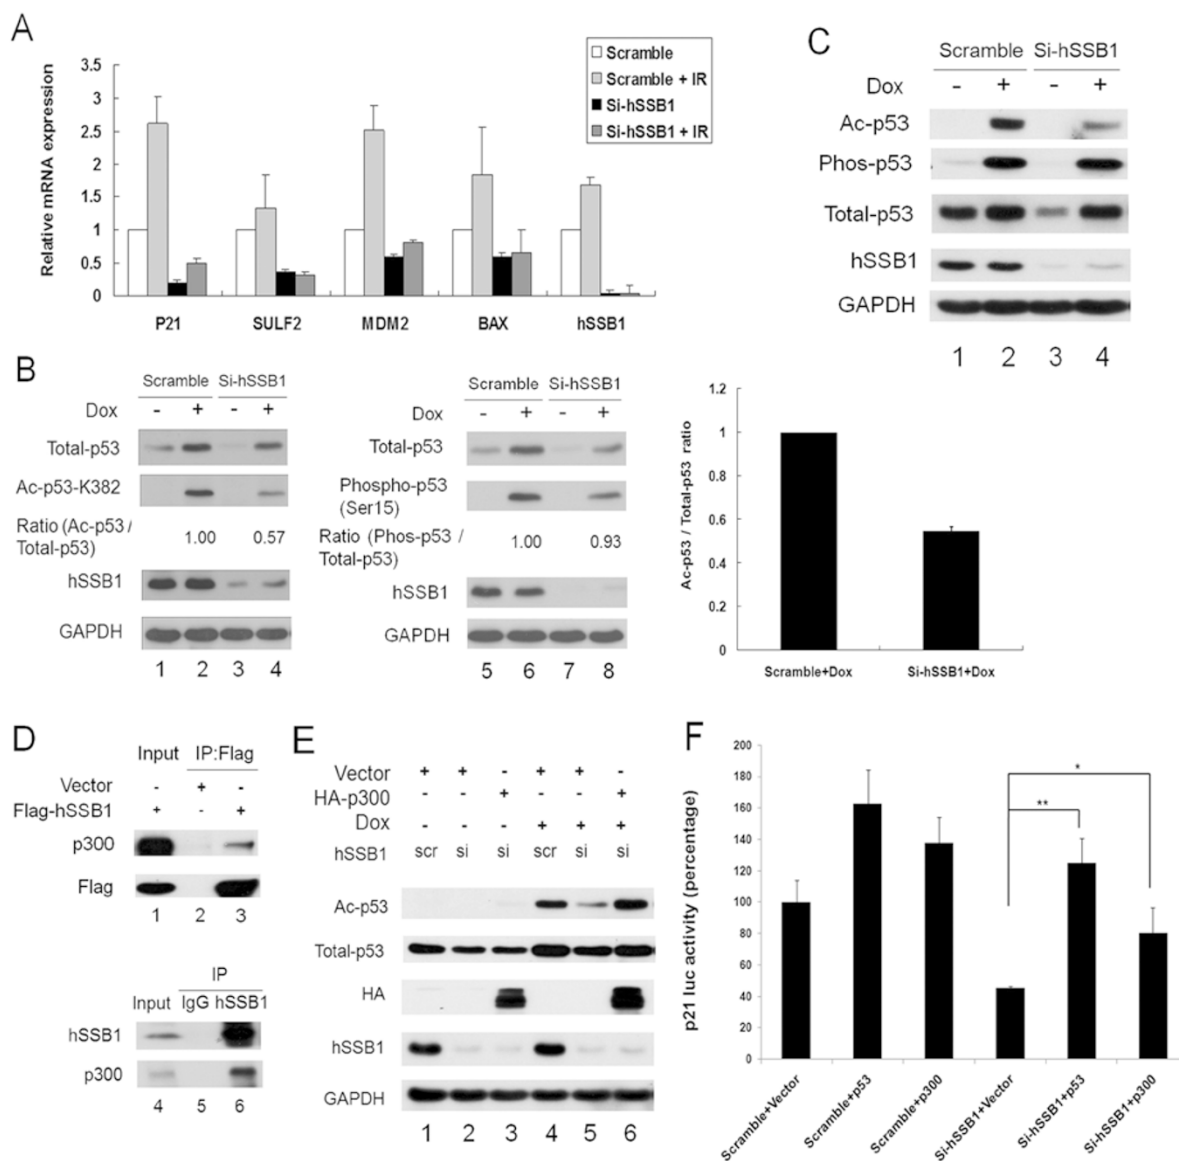 A
Relative mRNA expression
3.5
3
2.5
2
1.5
1
0.5
0
P21 SULF2 MDM2 BAX hSSB1
Scramble
Scramble + IR
Si-hSSB1
Si-hSSB1 + IR
C
Scramble Si-hSSB1
Dox - + - +
Ac-p53
Phos-p53
Total-p53
hSSB1
GAPDH
1 2 3 4
B
Scramble Si-hSSB1
Dox - + - +
Total-p53
Ac-p53-K382
Ratio (Ac-p53 /
Total-p53) 1.00 0.57
hSSB1
GAPDH
1 2 3 4
Scramble Si-hSSB1
Dox - + - +
Total-p53
Phospho-p53
(Ser15)
Ratio (Phos-p53 /
Total-p53) 1.00 0.93
hSSB1
GAPDH
5 6 7 8
Ac-p53 / Total-p53 ratio
1.2
1
0.8
0.6
0.4
0.2
0
Scramble+Dox Si-hSSB1+Dox
D
Input IP:Flag
Vector - + -
Flag-hSSB1 + - +
p300
Flag
1 2 3
IP
Input IgG hSSB1
hSSB1
p300
4 5 6
E
Vector + + - + + -
HA-p300 - - + - - +
Dox - - - + + +
hSSB1 scr si si scr si si
Ac-p53
Total-p53
HA
hSSB1
GAPDH
1 2 3 4 5 6
F
p21 luc activity (percentage)
200
180
160
140
120
100
80
60
40
20
0
*
**
Scramble+Vector
Scramble+p53
Scramble+p300
Si-hSSB1+Vector
Si-hSSB1+p53
Si-hSSB1+p300